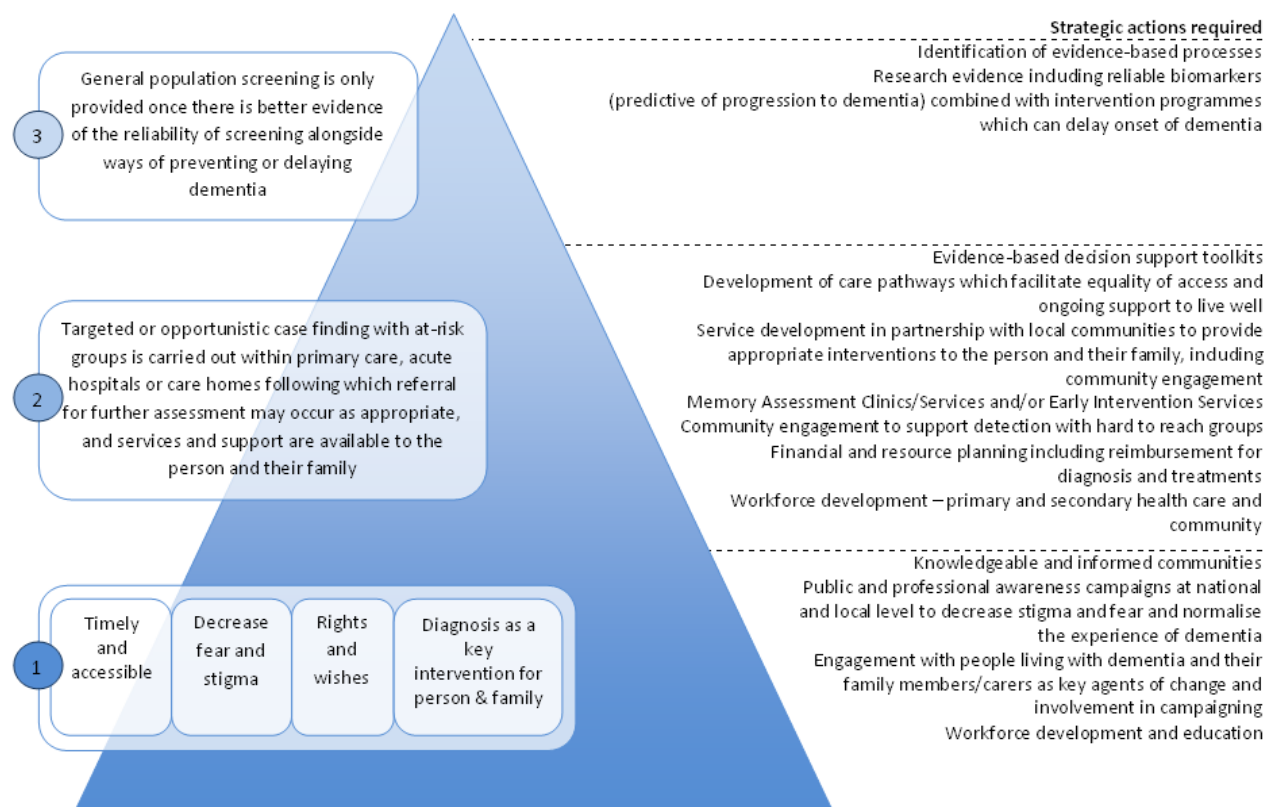 Strategic actions required
Identification of evidence-based processes
Research evidence including reliable biomarkers
(predictive of progression to dementia) combined with intervention programmes
which can delay onset of dementia
General population screening is only
provided once there is better evidence
of the reliability of screening alongside
ways of preventing or delaying
dementia
3
Evidence-based decision support toolkits
Development of care pathways which facilitate equality of access and
ongoing support to live well
Service development in partnership with local communities to provide
appropriate interventions to the person and their family, including
community engagement
Memory Assessment Clinics/Services and/or Early Intervention Services
Community engagement to support detection with hard to reach groups
Financial and resource planning including reimbursement for
diagnosis and treatments
Workforce development – primary and secondary health care and
community
Targeted or opportunistic case finding with at-risk
groups is carried out within primary care, acute
hospitals or care homes following which referral
for further assessment may occur as appropriate,
and services and support are available to the
person and their family
2
Knowledgeable and informed communities
Public and professional awareness campaigns at national
and local level to decrease stigma and fear and normalise
the experience of dementia
Engagement with people living with dementia and their
family members/carers as key agents of change and
involvement in campaigning
Workforce development and education
1
Timely
and
accessible
Decrease
fear and
stigma
Rights
and
wishes
Diagnosis as a
key
intervention for
person & family